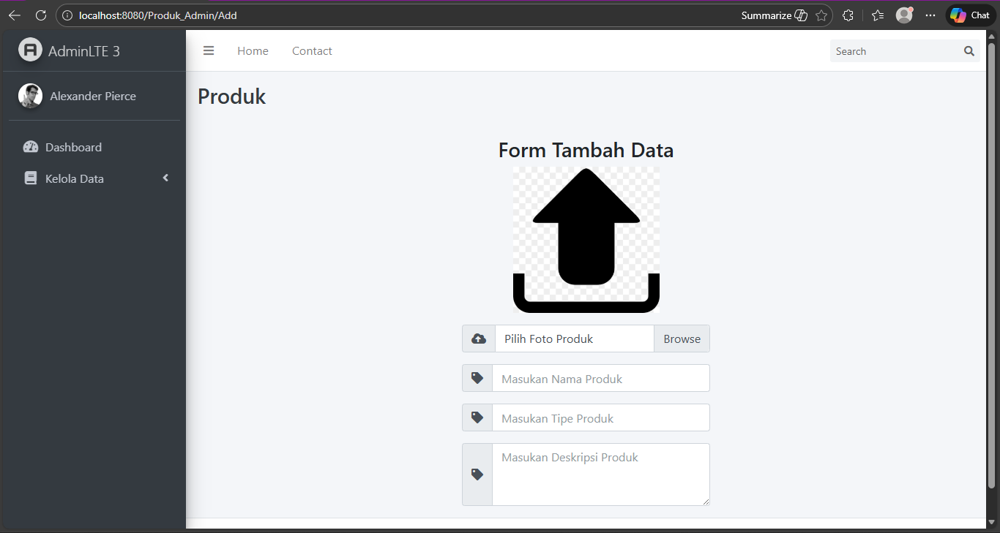 localhost:8080/Produk_Admin/Add
Summarize
Chat
AdminLTE 3
Home
Contact
Search
Alexander Pierce
Produk
Dashboard
Kelola Data
Form Tambah Data
Pilih Foto Produk
Browse
Masukan Nama Produk
Masukan Tipe Produk
Masukan Deskripsi Produk